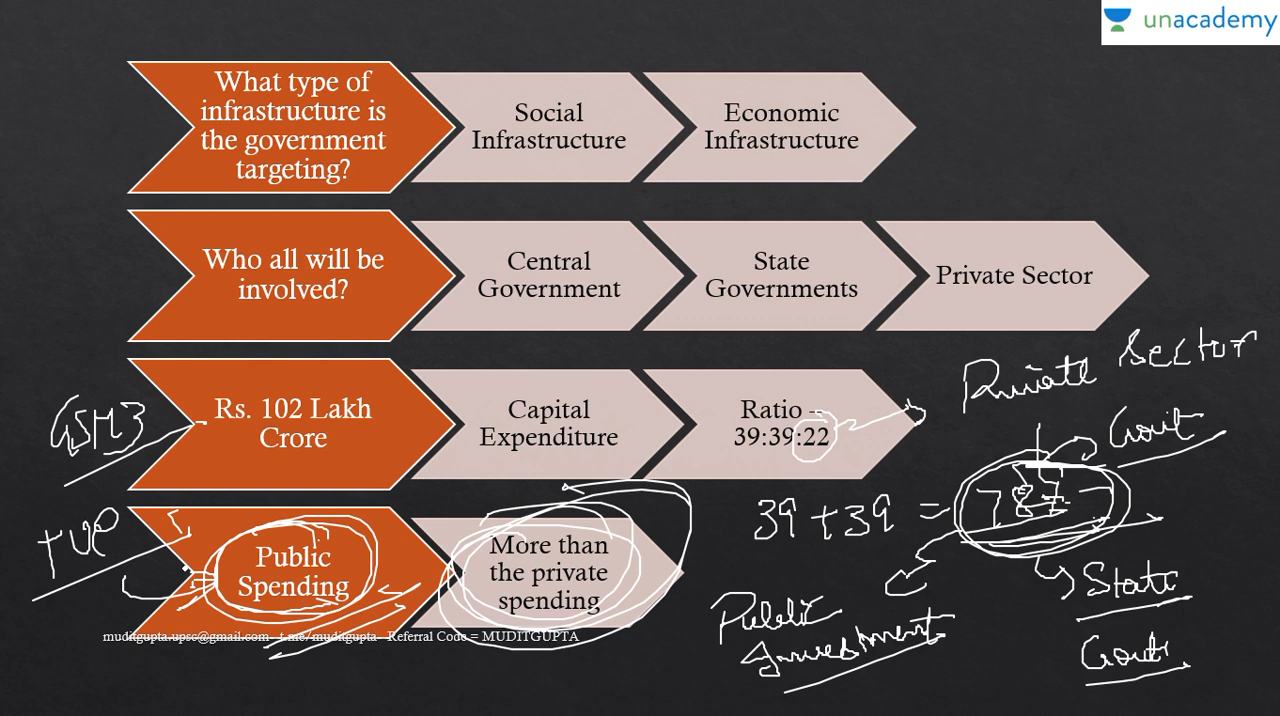 unacademy
What type of
infrastructure is
the government
targeting?
Social
Infrastructure
Economic
Infrastructure
Who all will be
involved?
Central
Government
State
Governments
Private Sector
Rs. 102 Lakh
Crore
Capital
Expenditure
Ratio –
39:39:22
Public
Spending
More than
the private
spending
GSM3
+ve
Private Sector
Govt
39 + 39 =
Public
Investment
State
Govt
muditgupta.upsc@gmail.com t.me/muditgupta Referral Code = MUDITGUPTA